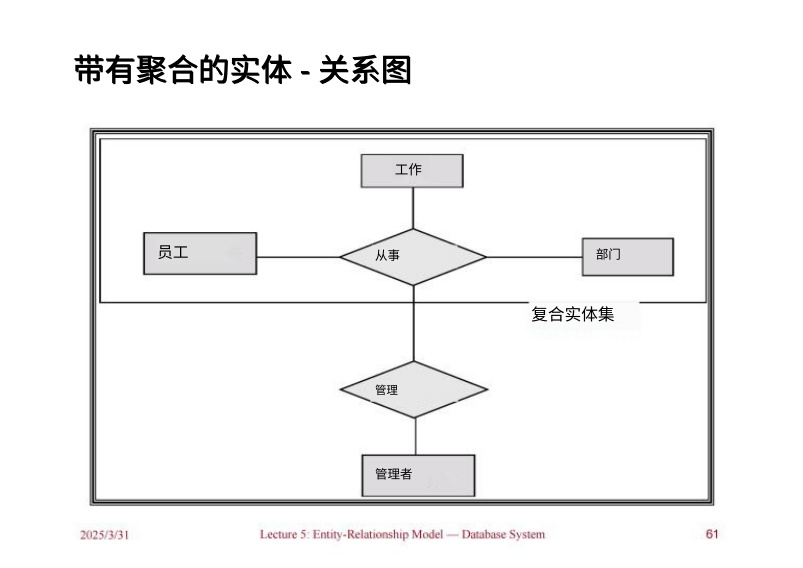 带有聚合的实体 - 关系图
工作
员工
从事
部门
复合实体集
管理
管理者
2025/3/31
Lecture 5: Entity-Relationship Model — Database System
61